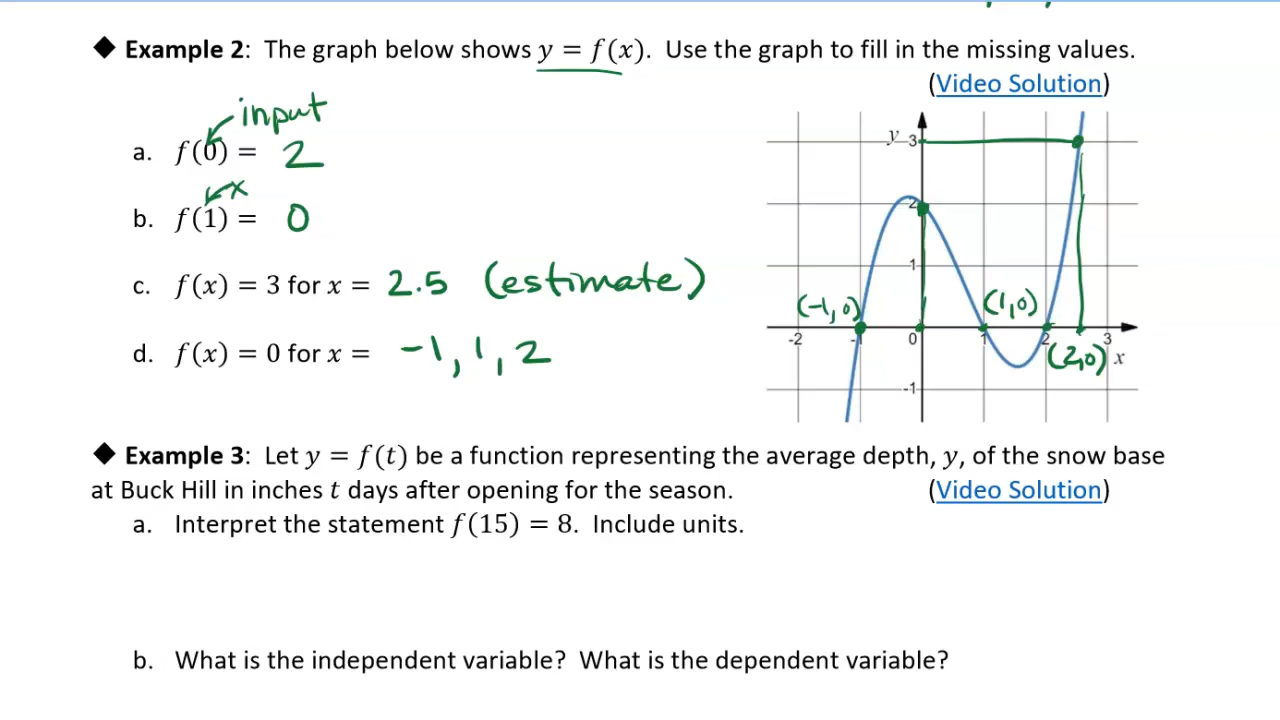 ◆ Example 2:  The graph below shows y = f(x).  Use the graph to fill in the missing values.
(Video Solution)
input
a. f(0) = 2
x
b. f(1) = 0
c. f(x) = 3 for x = 2.5 (estimate)
d. f(x) = 0 for x = -1, 1, 2
y 3
2
1
(-1,0) (1,0)
-2 -1 0 1 2 3
(2,0) x
-1
◆ Example 3:  Let y = f(t) be a function representing the average depth, y, of the snow base
at Buck Hill in inches t days after opening for the season. (Video Solution)
a. Interpret the statement f(15) = 8.  Include units.
b. What is the independent variable?  What is the dependent variable?